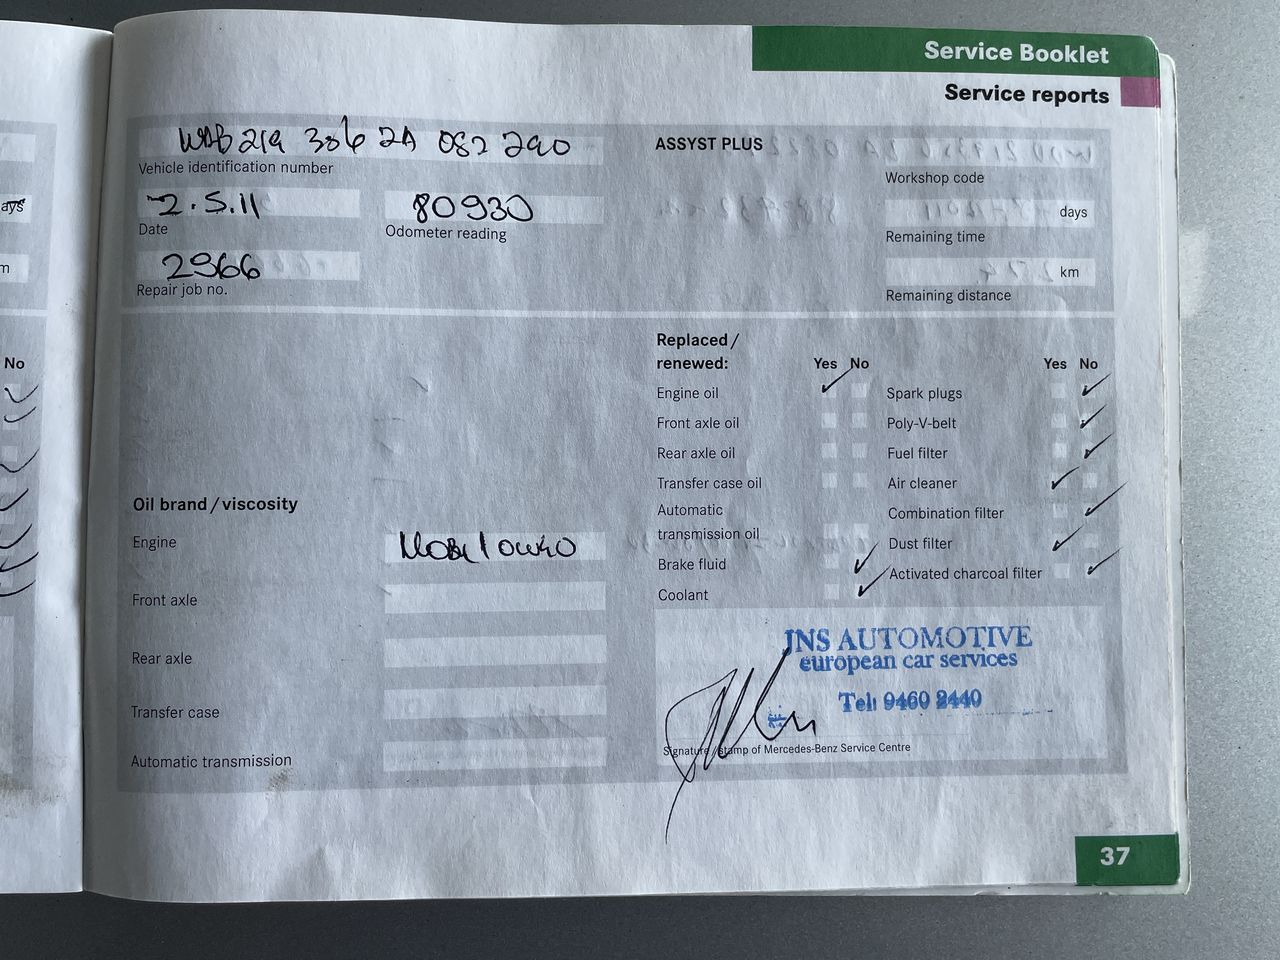 Service Booklet
Service reports
WDB 219 356 2A 082 290
Vehicle identification number
ASSYST PLUS
Workshop code
2.5.11
80930
days
Date
Odometer reading
Remaining time
2966
km
Repair job no.
Remaining distance
Replaced /
renewed:
Yes No
Yes No
No
Engine oil
Spark plugs
Front axle oil
Poly-V-belt
Rear axle oil
Fuel filter
Transfer case oil
Air cleaner
Automatic
transmission oil
Combination filter
Dust filter
Brake fluid
Activated charcoal filter
Coolant
Oil brand / viscosity
Engine
Mobil 1 0W40
Front axle
Rear axle
Transfer case
Automatic transmission
JNS AUTOMOTIVE
european car services
Tel: 9460 2440
Signature / stamp of Mercedes-Benz Service Centre
37